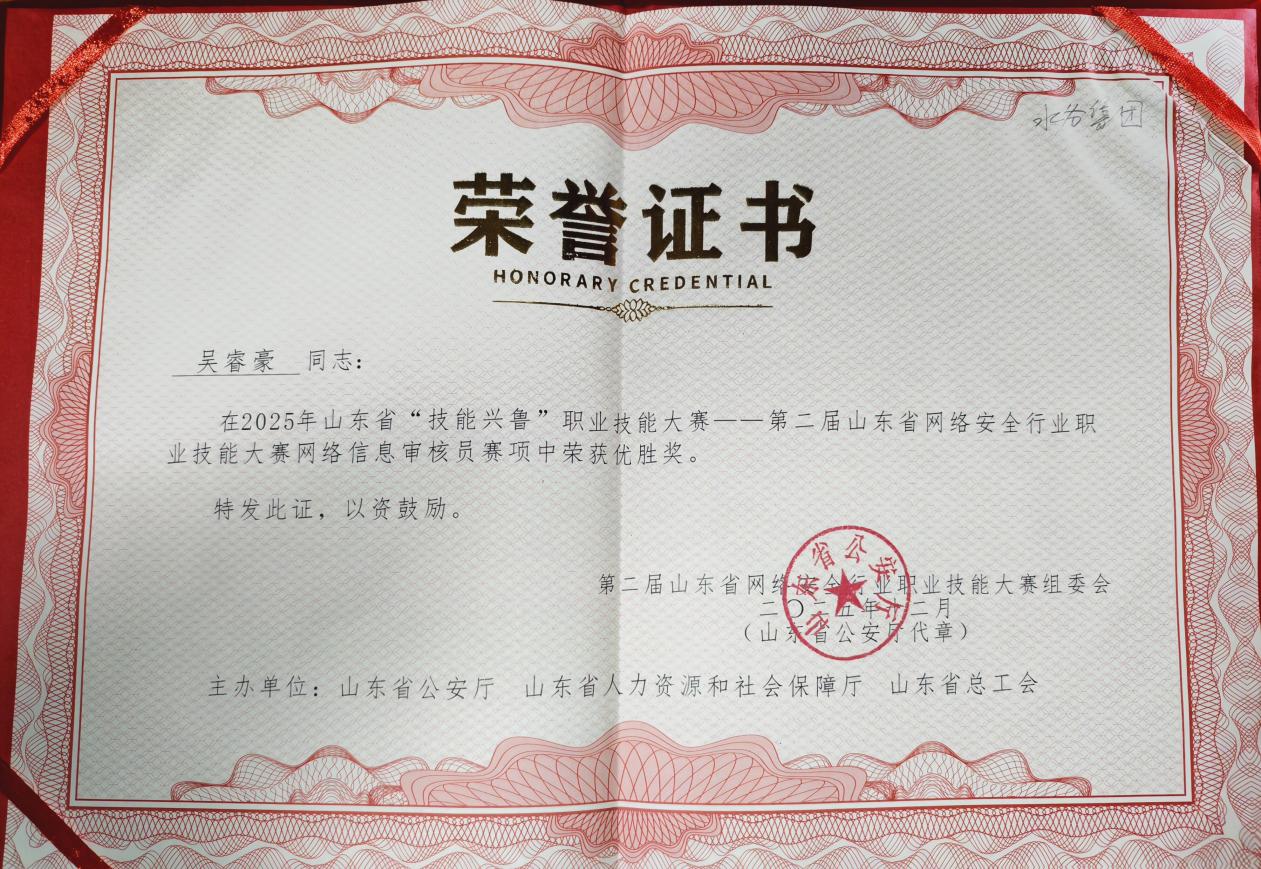 水谷集团
荣誉证书
HONORARY CREDENTIAL
吴睿豪 同志：
在2025年山东省“技能兴鲁”职业技能大赛——第二届山东省网络安全行业职
业技能大赛网络信息审核员赛项中荣获优胜奖。
特发此证，以资鼓励。
第二届山东省网络安全行业职业技能大赛组委会
二〇二五年十二月
（山东省公安厅代章）
山东省公安厅
主办单位：山东省公安厅 山东省人力资源和社会保障厅 山东省总工会